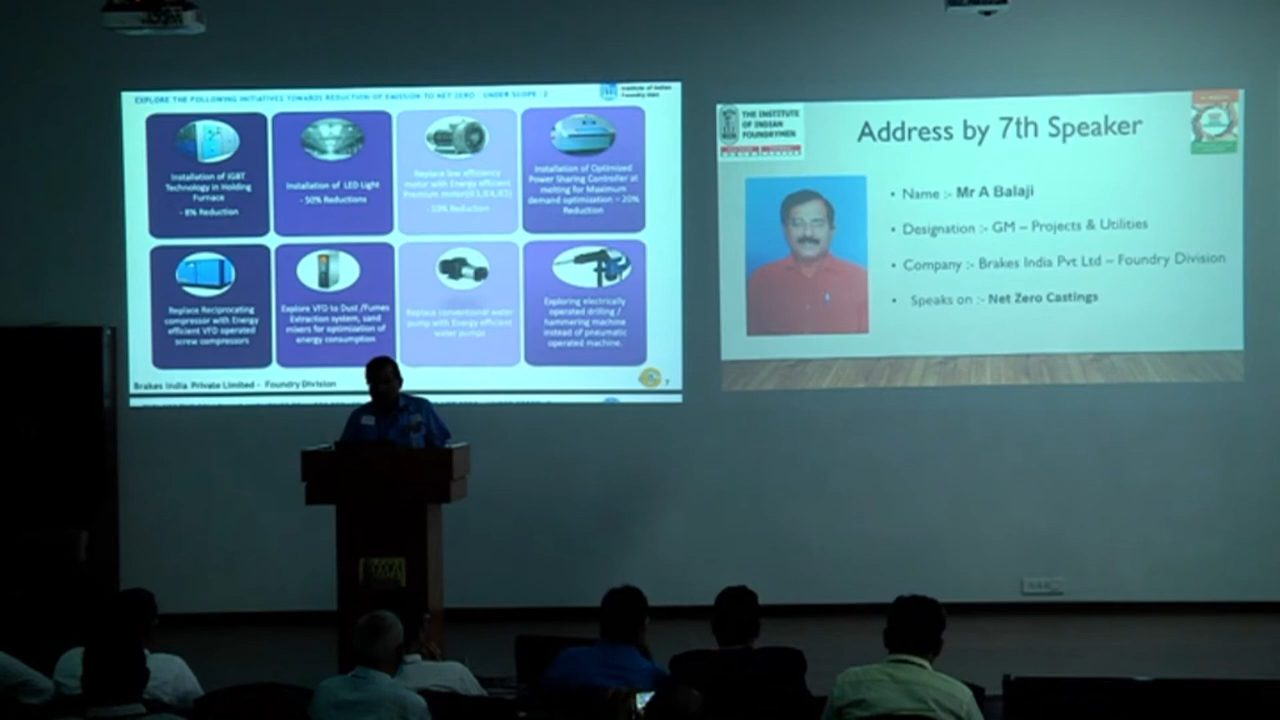 EXPLORE THE FOLLOWING INITIATIVES TOWARDS REDUCTION OF EMISSION TO NET ZERO - UNDER SCOPE - 2
Institute of Indian
Foundrymen
Installation of IGBT
Technology in Holding
Furnace
- 8% Reduction
Installation of LED Light
- 50% Reductions
Replace low efficiency
motor with Energy efficient
Premium motor(IE3,IE4,IE5)
- 10% Reduction
Installation of Optimized
Power Sharing Controller at
melting for Maximum
demand optimization - 20%
Reduction
Replace Reciprocating
compressor with Energy
efficient VFD operated
screw compressors
Explore VFD to Dust /Fumes
Extraction system, sand
mixers for optimization of
energy consumption
Replace conventional water
pump with Energy efficient
water pumps
Exploring electrically
operated drilling /
hammering machine
instead of pneumatic
operated machine.
Brakes India Private Limited - Foundry Division
7
THE INSTITUTE
OF INDIAN
FOUNDRYMEN
Address by 7th Speaker
• Name :- Mr A Balaji
• Designation :- GM – Projects & Utilities
• Company :- Brakes India Pvt Ltd – Foundry Division
• Speaks on :- Net Zero Castings